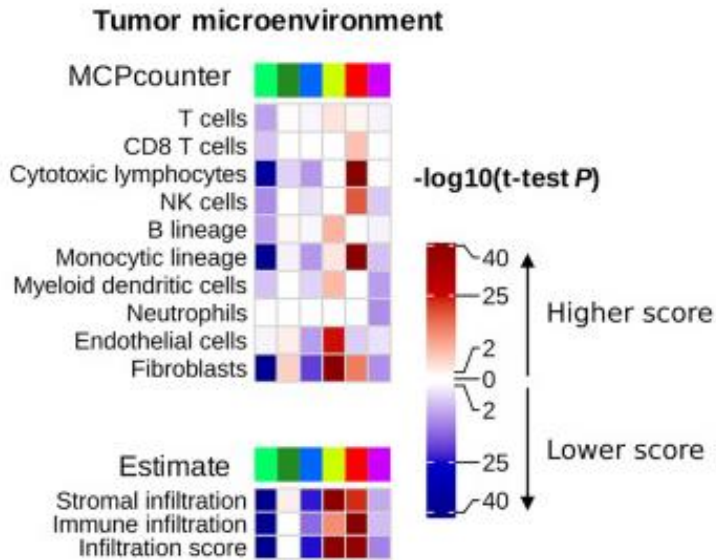 Tumor microenvironment
MCPcounter
T cells
CD8 T cells
Cytotoxic lymphocytes
NK cells
B lineage
Monocytic lineage
Myeloid dendritic cells
Neutrophils
Endothelial cells
Fibroblasts
-log10(t-test P)
40
25
2
0
2
25
40
Higher score
Lower score
Estimate
Stromal infiltration
Immune infiltration
Infiltration score